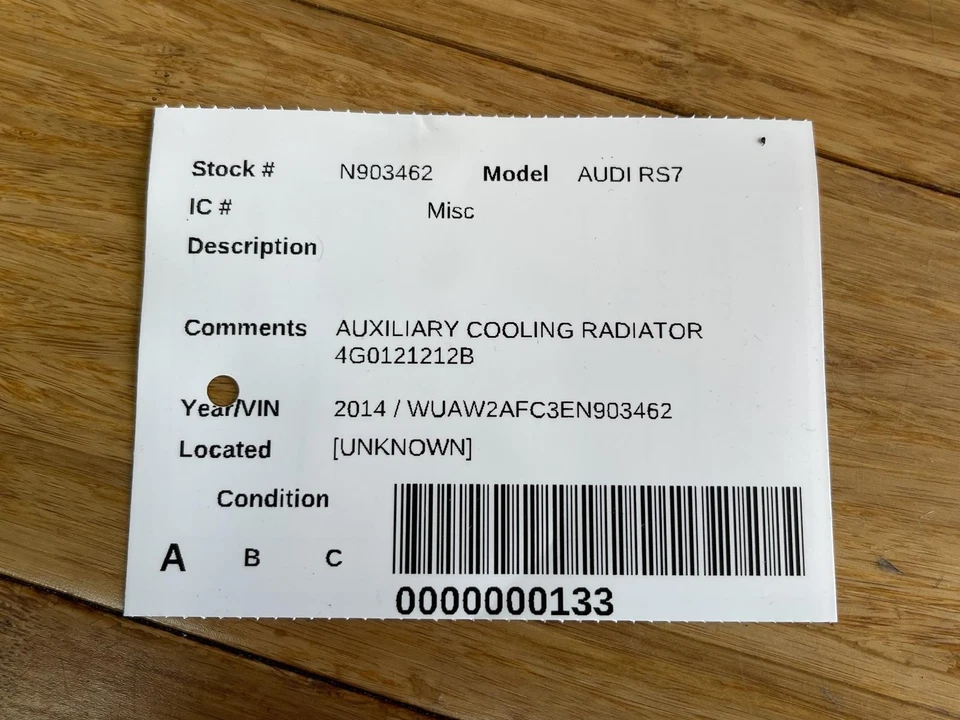 Stock # N903462 Model AUDI RS7
IC # Misc
Description
Comments AUXILIARY COOLING RADIATOR
4G0121212B
Year/VIN 2014 / WUAW2AFC3EN903462
Located [UNKNOWN]
Condition
A B C
0000000133